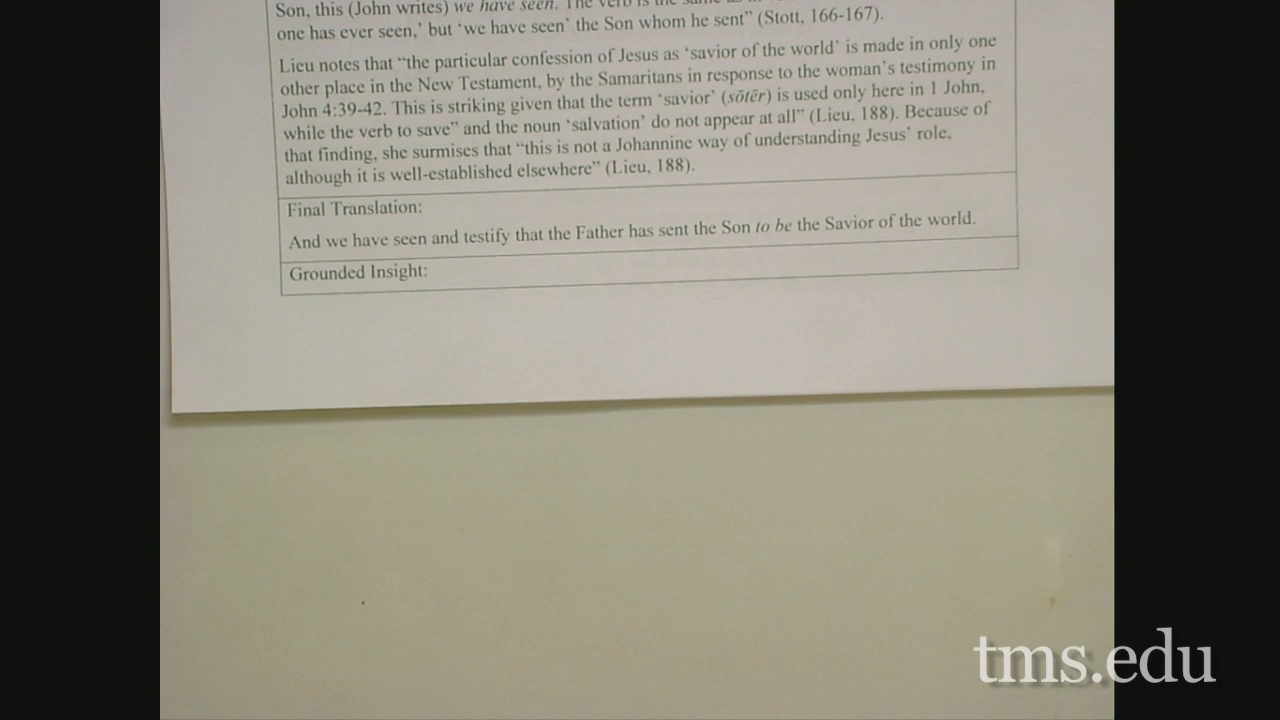 Son, this (John writes) we have seen. The verb is the same as in
one has ever seen,’ but ‘we have seen’ the Son whom he sent” (Stott, 166-167).
Lieu notes that “the particular confession of Jesus as ‘savior of the world’ is made in only one
other place in the New Testament, by the Samaritans in response to the woman’s testimony in
John 4:39-42. This is striking given that the term ‘savior’ (sōtēr) is used only here in 1 John,
while the verb to save” and the noun ‘salvation’ do not appear at all” (Lieu, 188). Because of
that finding, she surmises that “this is not a Johannine way of understanding Jesus’ role,
although it is well-established elsewhere” (Lieu, 188).
Final Translation:
And we have seen and testify that the Father has sent the Son to be the Savior of the world.
Grounded Insight:
tms.edu